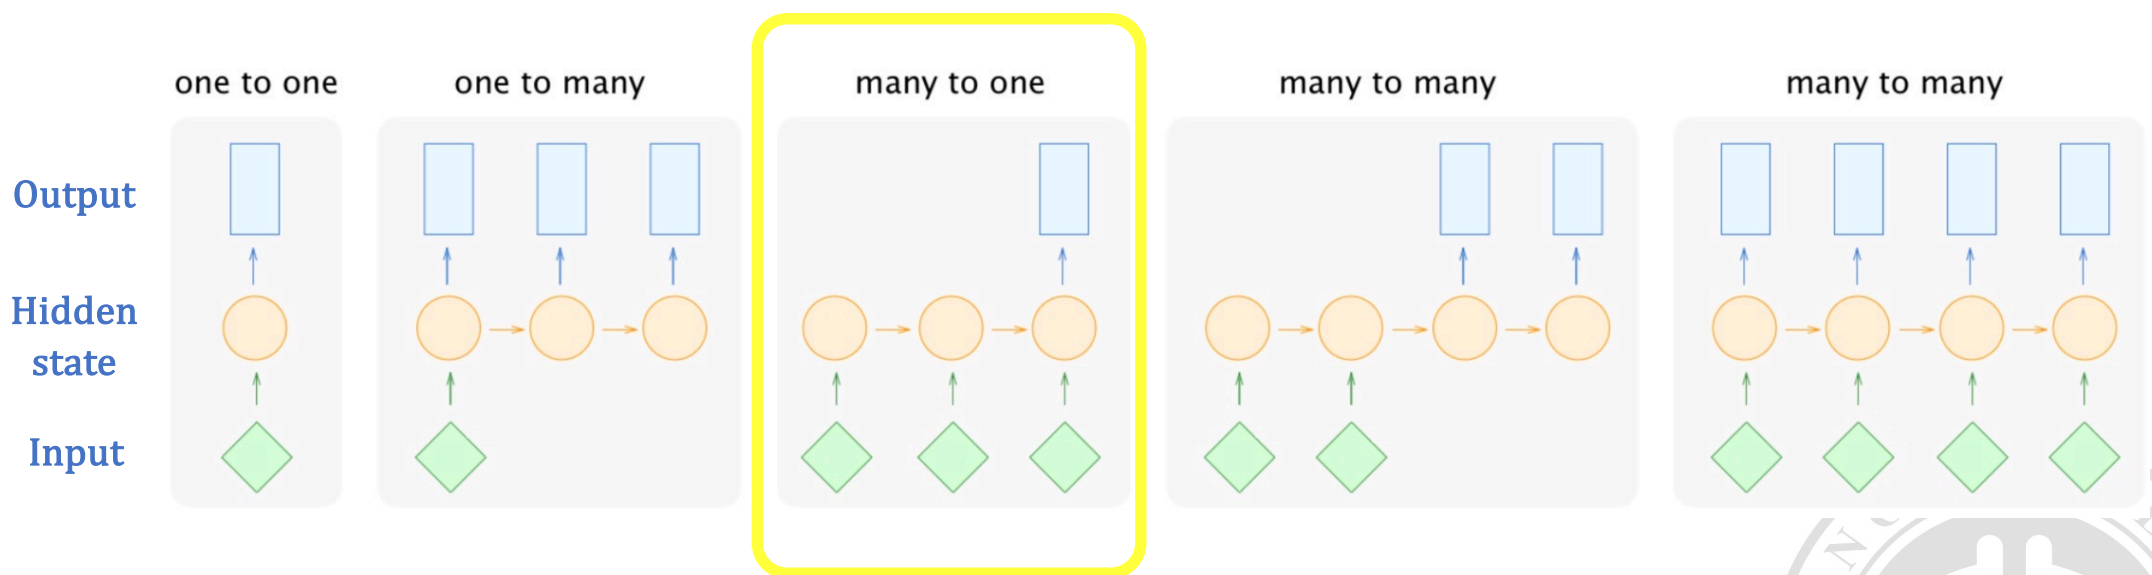 one to one
one to many
many to one
many to many
many to many
Output
Hidden
state
Input